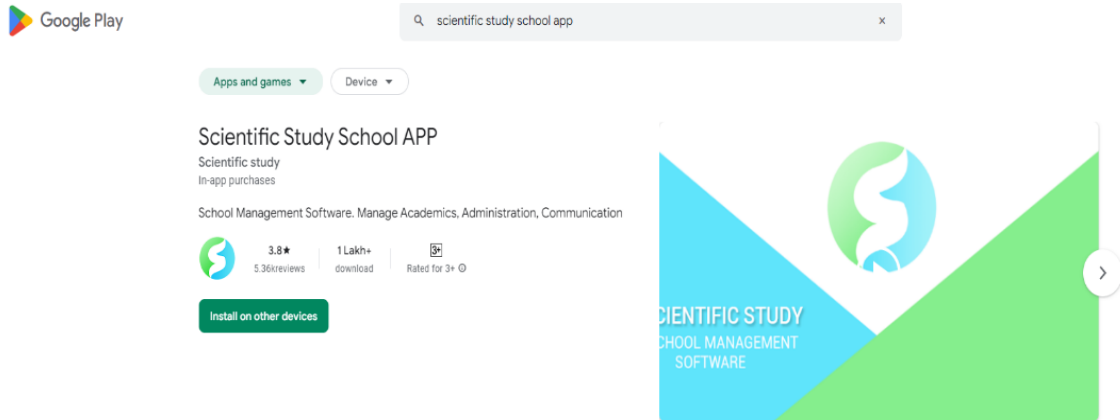 Google Play
scientific study school app
x
Apps and games
Device
Scientific Study School APP
Scientific study
In-app purchases
School Management Software. Manage Academics, Administration, Communication
3.8★
5.36kreviews
1 Lakh+
download
3+
Rated for 3+
Install on other devices
CIENTIFIC STUDY
CHOOL MANAGEMENT
SOFTWARE